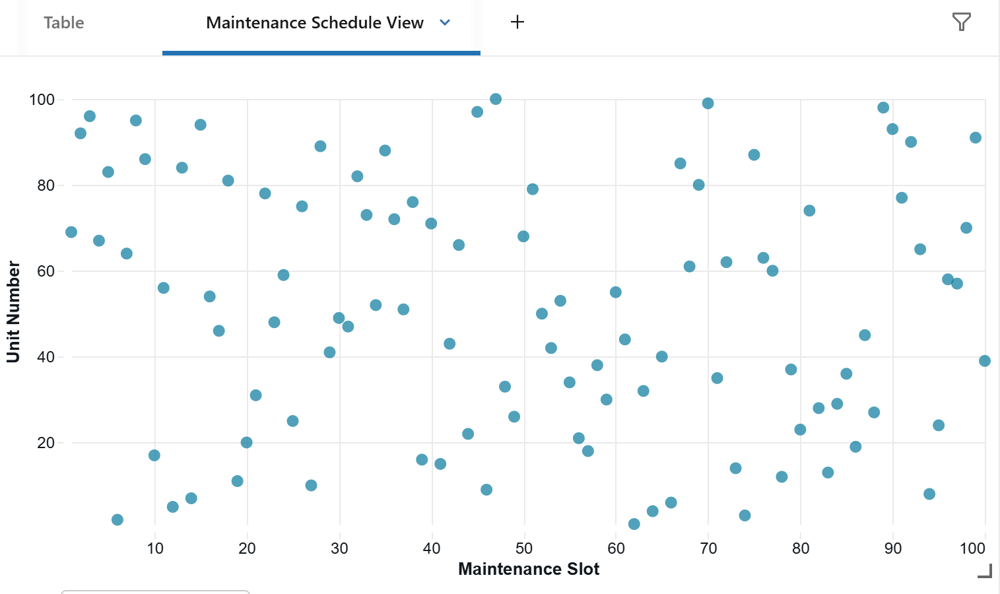 Table
Maintenance Schedule View
+
100
80
60
40
20
Unit Number
10 20 30 40 50 60 70 80 90 100
Maintenance Slot